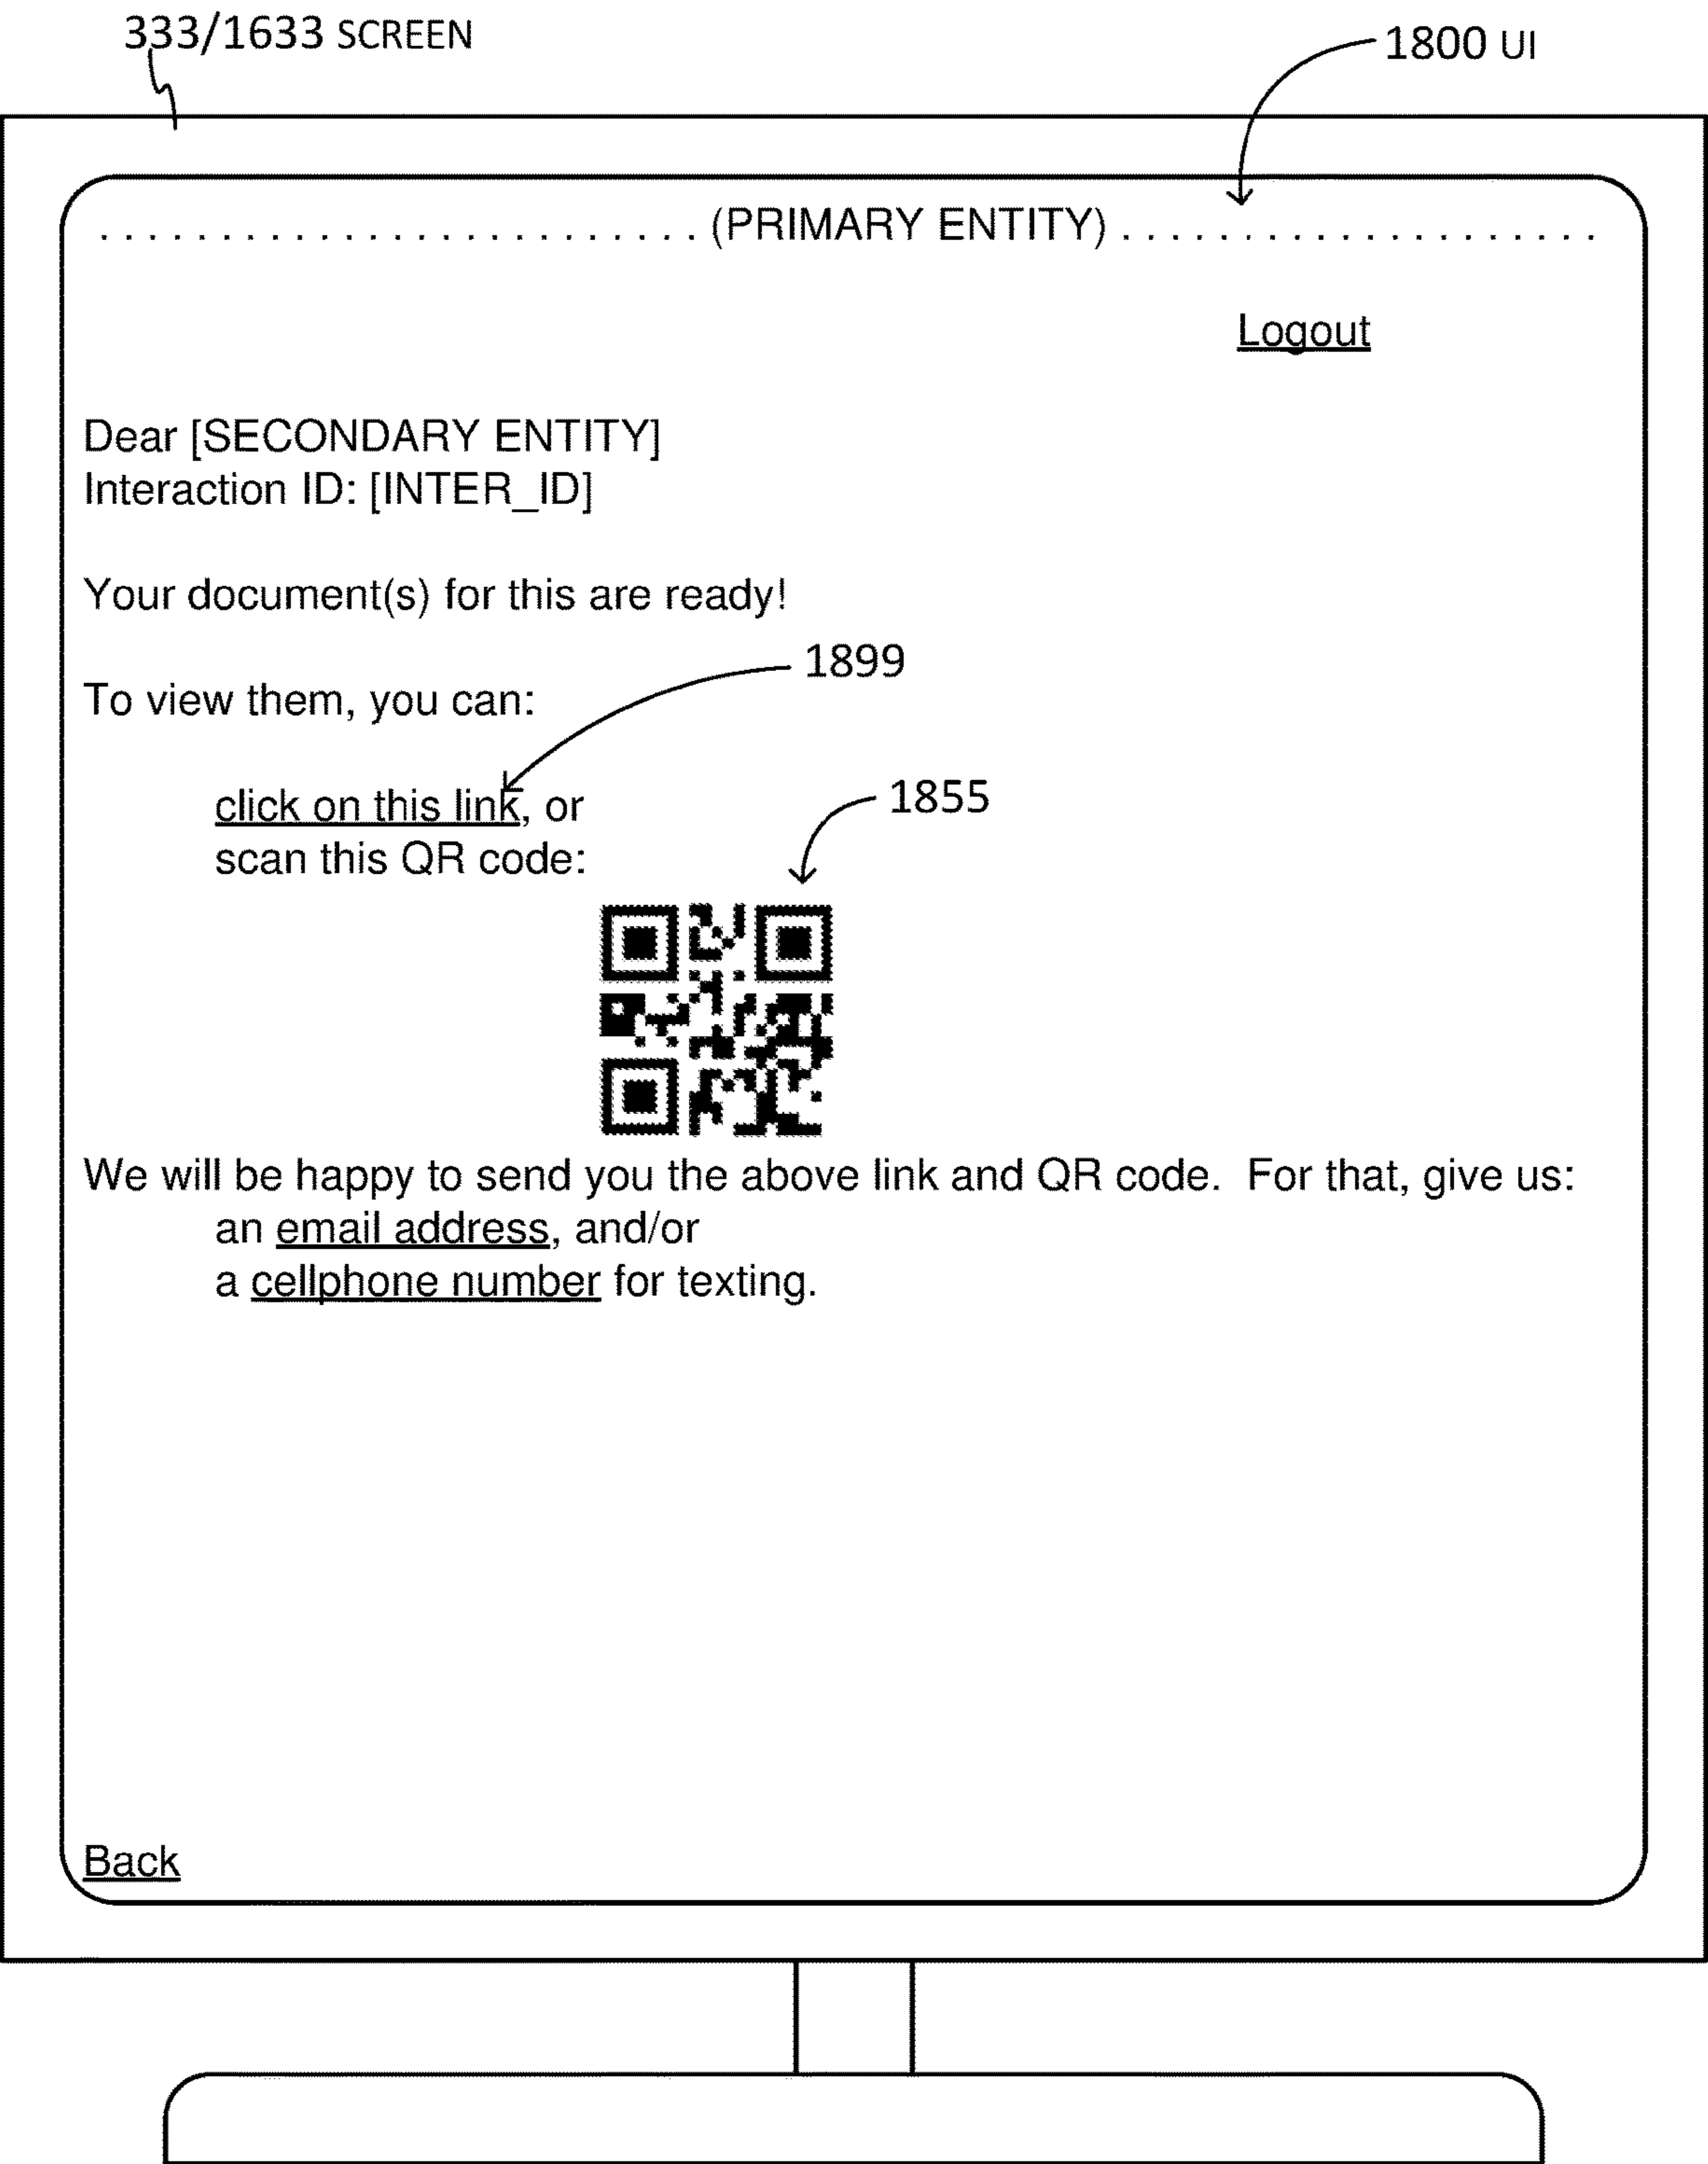 333/1633 SCREEN
1800 UI
. . . . . . . . . . . . . . . . . . . . . . . . . (PRIMARY ENTITY) . . . . . . . . . . . . . . . . . . . .
Logout
Dear [SECONDARY ENTITY]
Interaction ID: [INTER_ID]
Your document(s) for this are ready!
1899
To view them, you can:
click on this link, or
1855
scan this QR code:
We will be happy to send you the above link and QR code.  For that, give us:
an email address, and/or
a cellphone number for texting.
Back